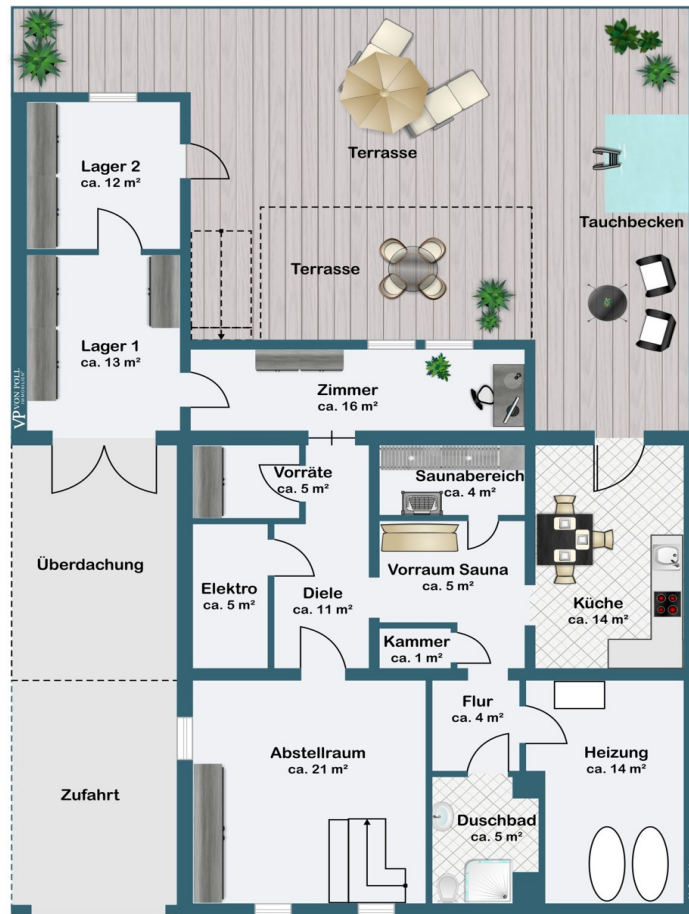 Lager 2
ca. 12 m²
Terrasse
Tauchbecken
Terrasse
Lager 1
ca. 13 m²
VP VON POLL
IMMOBILIEN
Zimmer
ca. 16 m²
Vorräte
ca. 5 m²
Saunabereich
ca. 4 m²
Überdachung
Elektro
ca. 5 m²
Diele
ca. 11 m²
Vorraum Sauna
ca. 5 m²
Küche
ca. 14 m²
Kammer
ca. 1 m²
Flur
ca. 4 m²
Abstellraum
ca. 21 m²
Heizung
ca. 14 m²
Zufahrt
Duschbad
ca. 5 m²